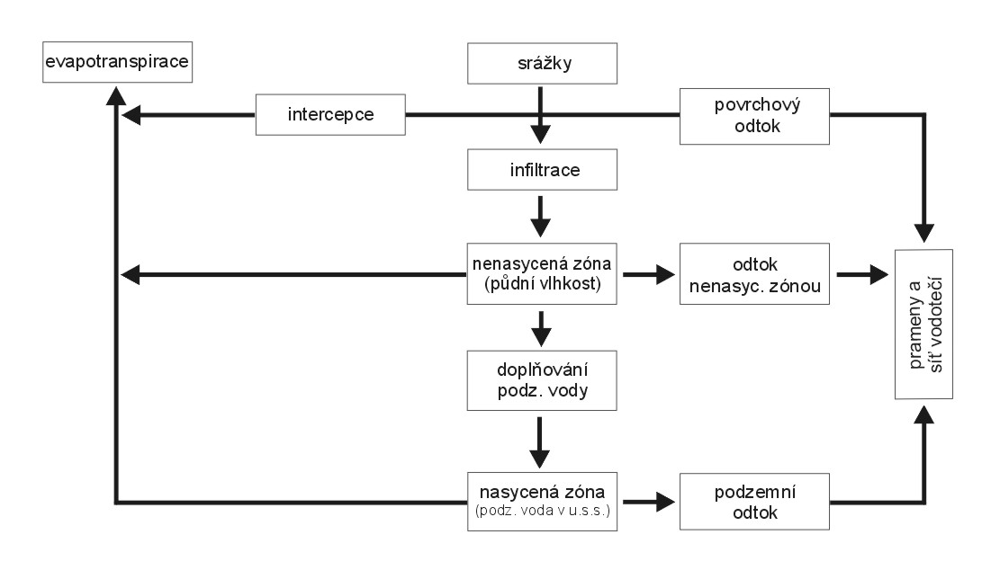 evapotranspirace
srážky
intercepce
povrchový
odtok
infiltrace
nenasycená zóna
(půdní vlhkost)
odtok
nenasyc. zónou
prameny a
síť vodotečí
doplňování
podz. vody
nasycená zóna
(podz. voda v u.s.s.)
podzemní
odtok